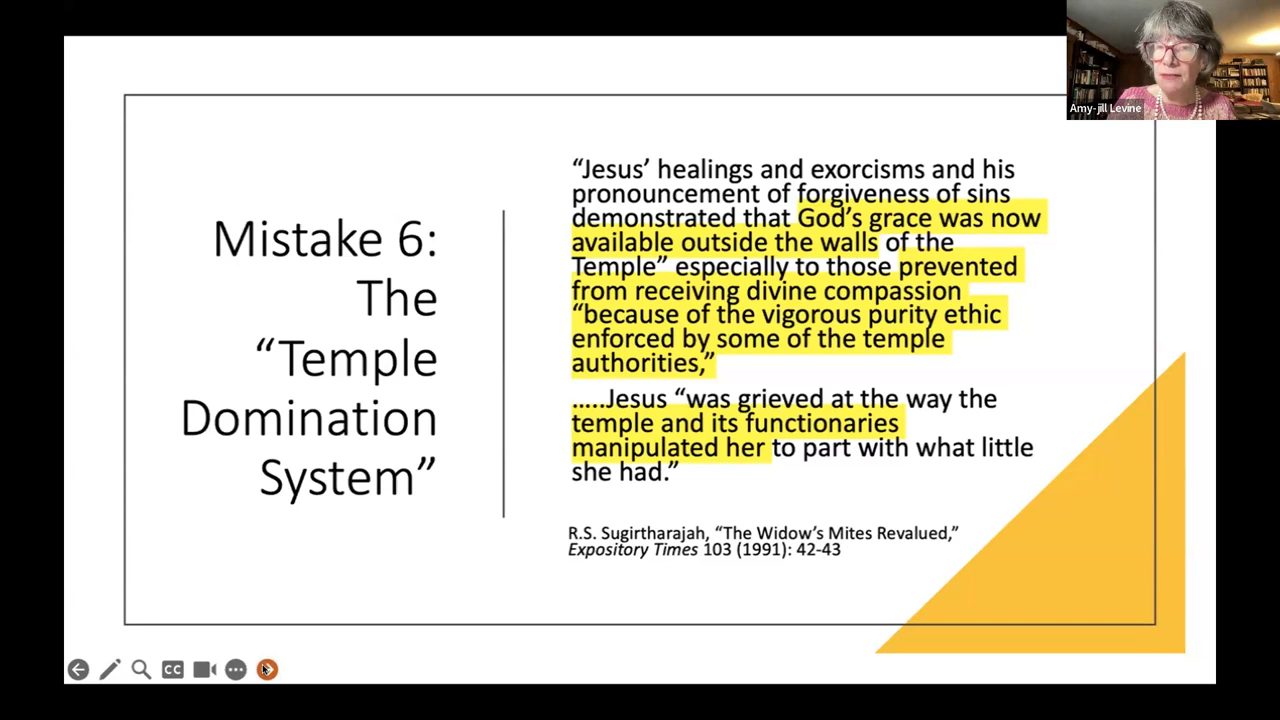 Amy-jill Levine
Mistake 6:
The
“Temple
Domination
System”
“Jesus’ healings and exorcisms and his
pronouncement of forgiveness of sins
demonstrated that God’s grace was now
available outside the walls of the
Temple” especially to those prevented
from receiving divine compassion
“because of the vigorous purity ethic
enforced by some of the temple
authorities,”
…..Jesus “was grieved at the way the
temple and its functionaries
manipulated her to part with what little
she had.”
R.S. Sugirtharajah, “The Widow’s Mites Revalued,”
Expository Times 103 (1991): 42-43
CC